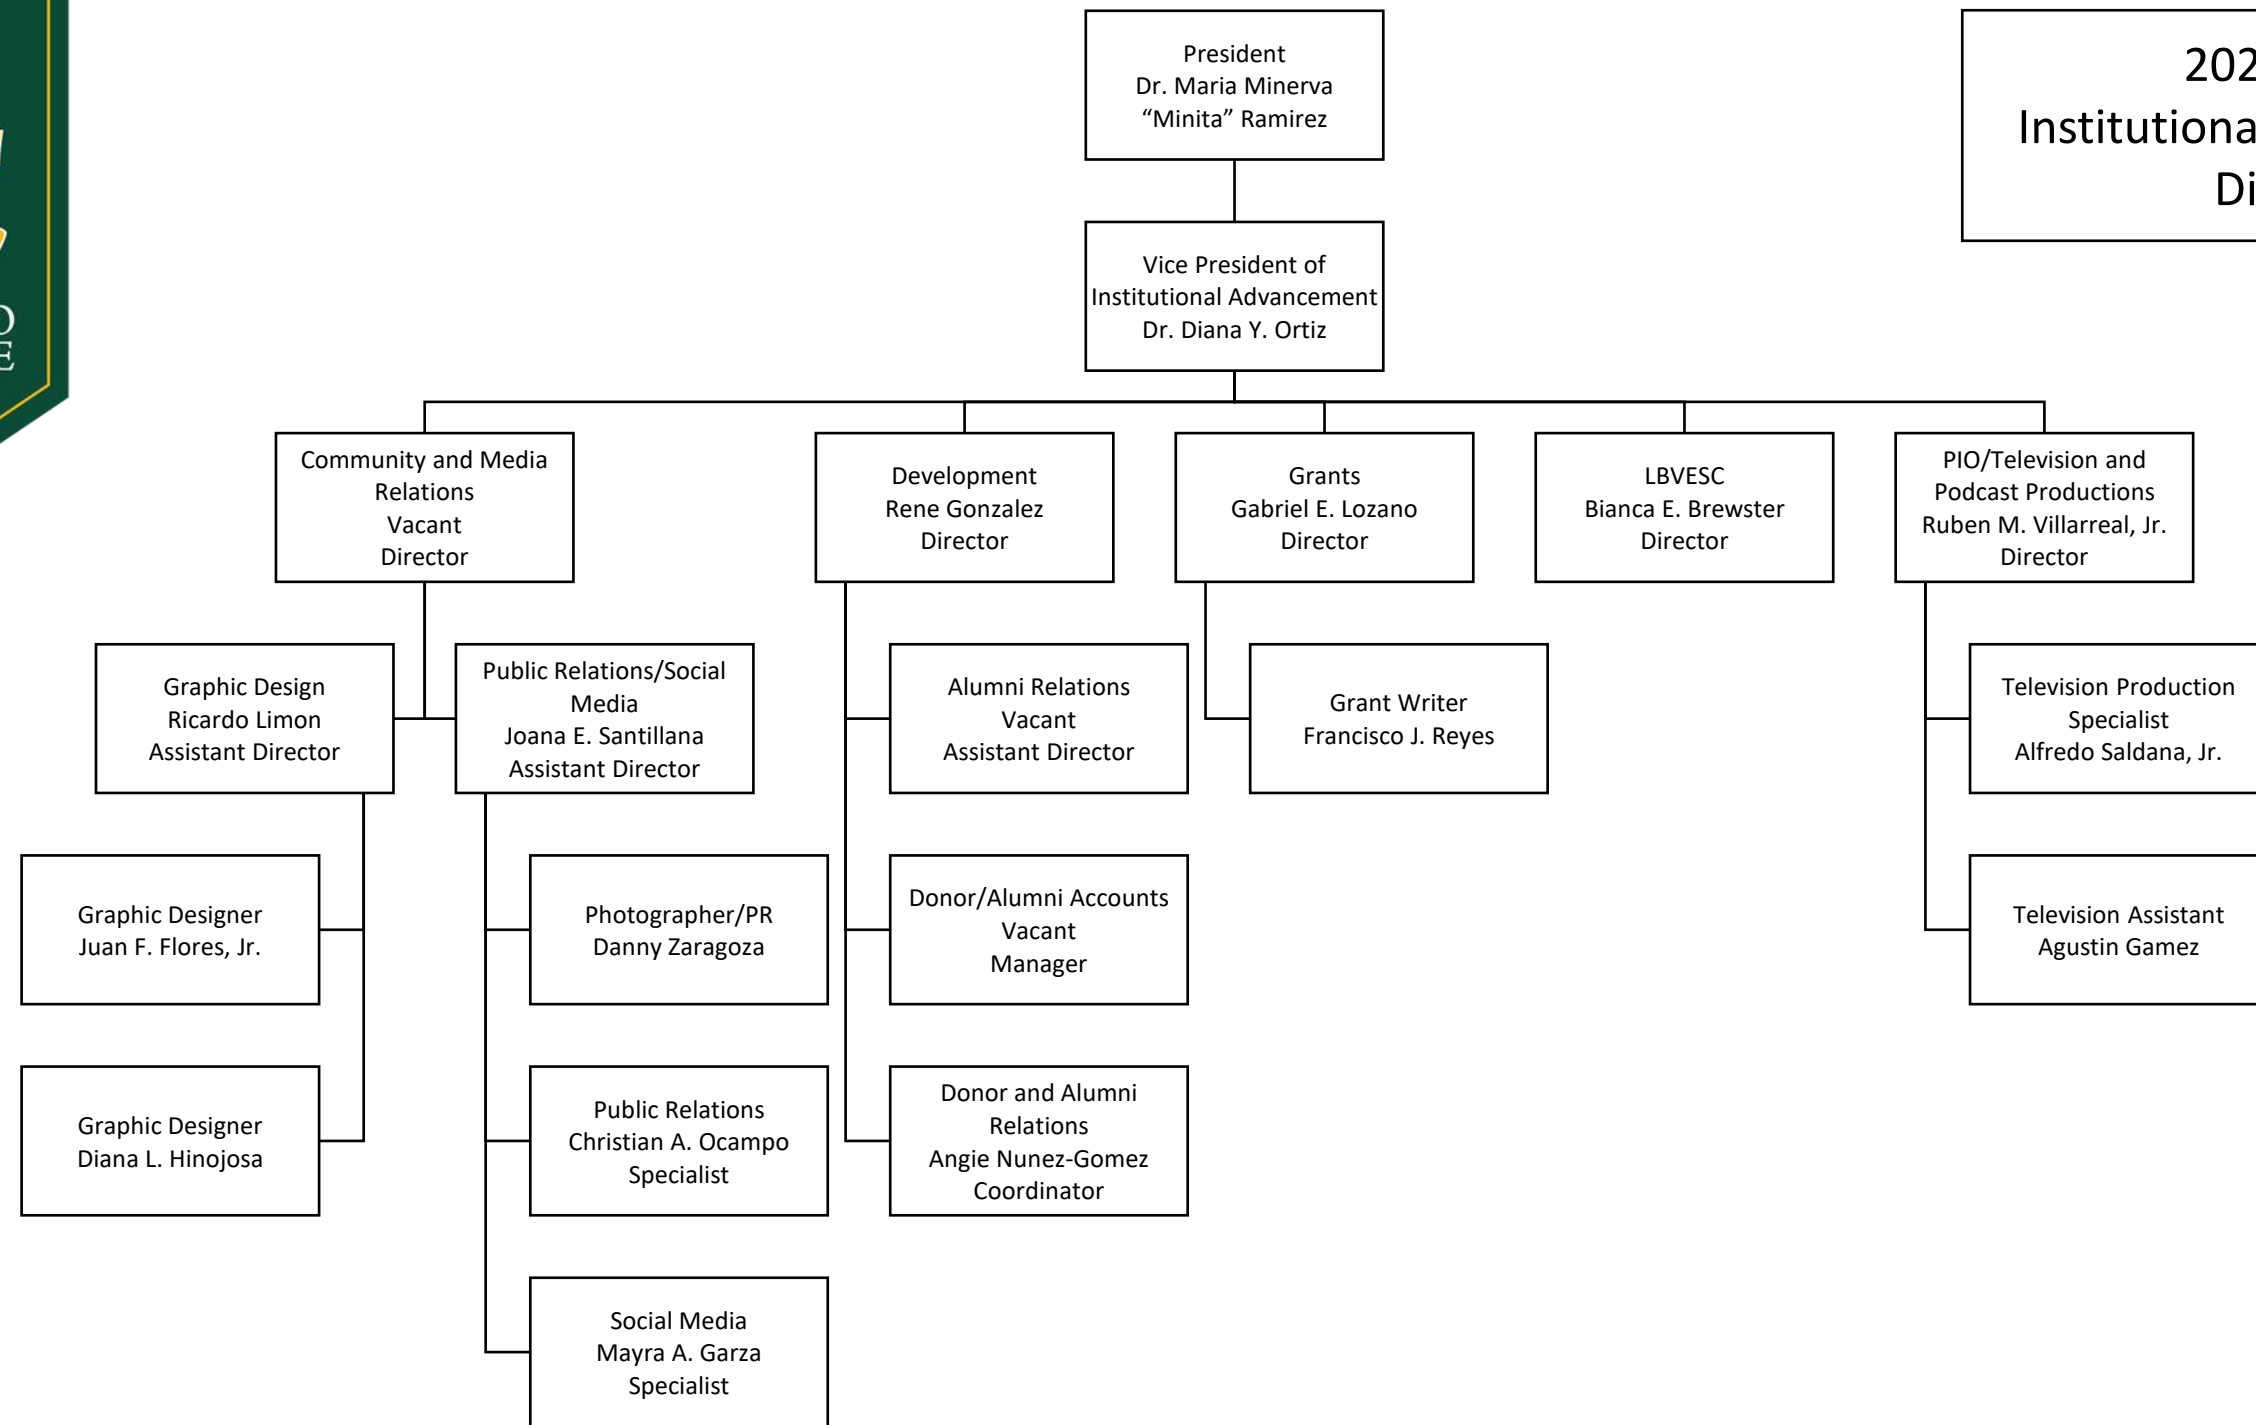 President
Dr. Maria Minerva
“Minita” Ramirez
Vice President of
Institutional Advancement
Dr. Diana Y. Ortiz
Community and Media
Relations
Vacant
Director
Development
Rene Gonzalez
Director
Grants
Gabriel E. Lozano
Director
LBVESC
Bianca E. Brewster
Director
PIO/Television and
Podcast Productions
Ruben M. Villarreal, Jr.
Director
Graphic Design
Ricardo Limon
Assistant Director
Public Relations/Social
Media
Joana E. Santillana
Assistant Director
Alumni Relations
Vacant
Assistant Director
Grant Writer
Francisco J. Reyes
Television Production
Specialist
Alfredo Saldana, Jr.
Graphic Designer
Juan F. Flores, Jr.
Photographer/PR
Danny Zaragoza
Donor/Alumni Accounts
Vacant
Manager
Television Assistant
Agustin Gamez
Graphic Designer
Diana L. Hinojosa
Public Relations
Christian A. Ocampo
Specialist
Donor and Alumni
Relations
Angie Nunez-Gomez
Coordinator
Social Media
Mayra A. Garza
Specialist